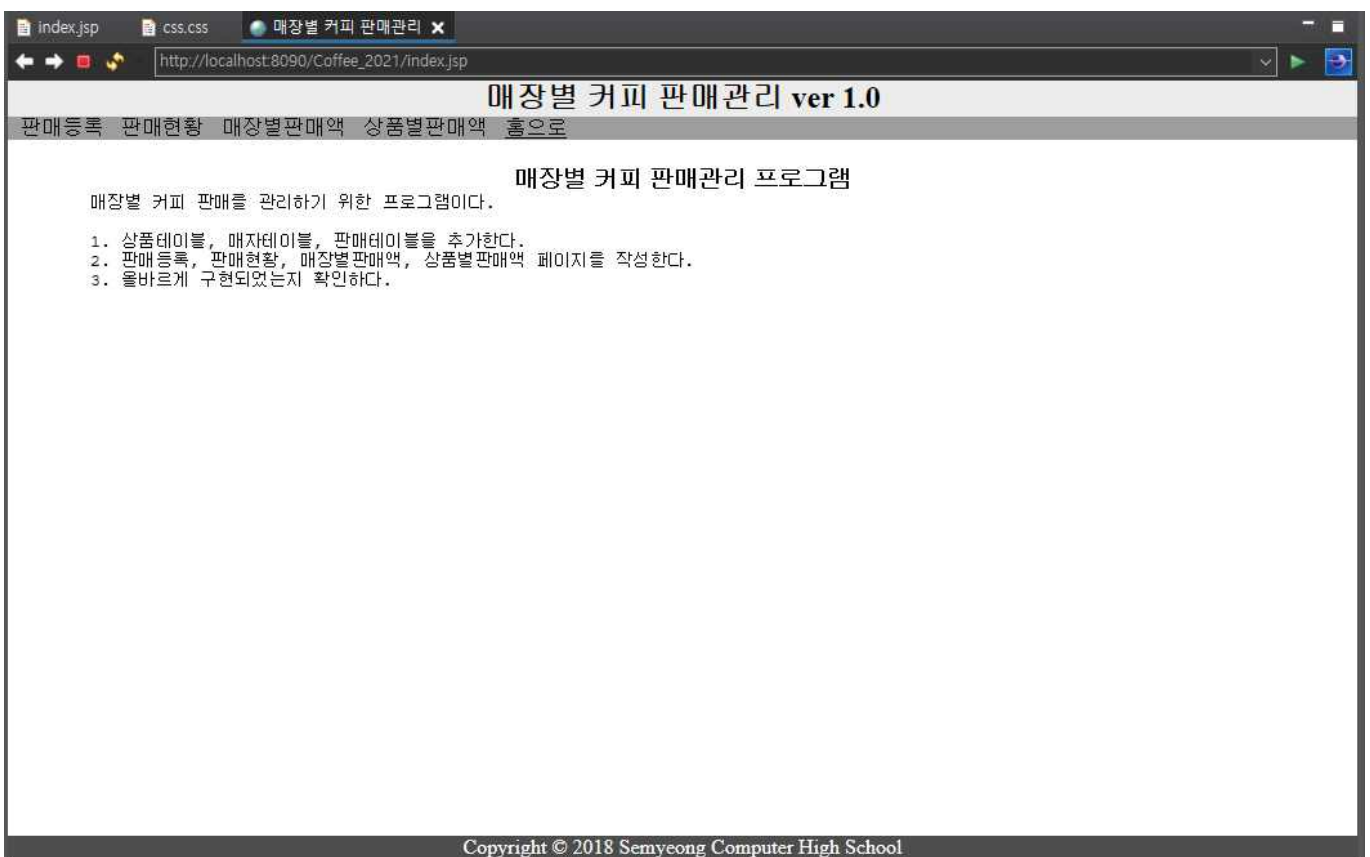 index.jsp css.css 매장별 커피 판매관리
http://localhost:8090/Coffee_2021/index.jsp
매장별 커피 판매관리 ver 1.0
판매등록 판매현황 매장별판매액 상품별판매액 홈으로
매장별 커피 판매관리 프로그램
매장별 커피 판매를 관리하기 위한 프로그램이다.
1. 상품테이블, 매자테이블, 판매테이블을 추가한다.
2. 판매등록, 판매현황, 매장별판매액, 상품별판매액 페이지를 작성한다.
3. 올바르게 구현되었는지 확인하다.
Copyright © 2018 Semyeong Computer High School